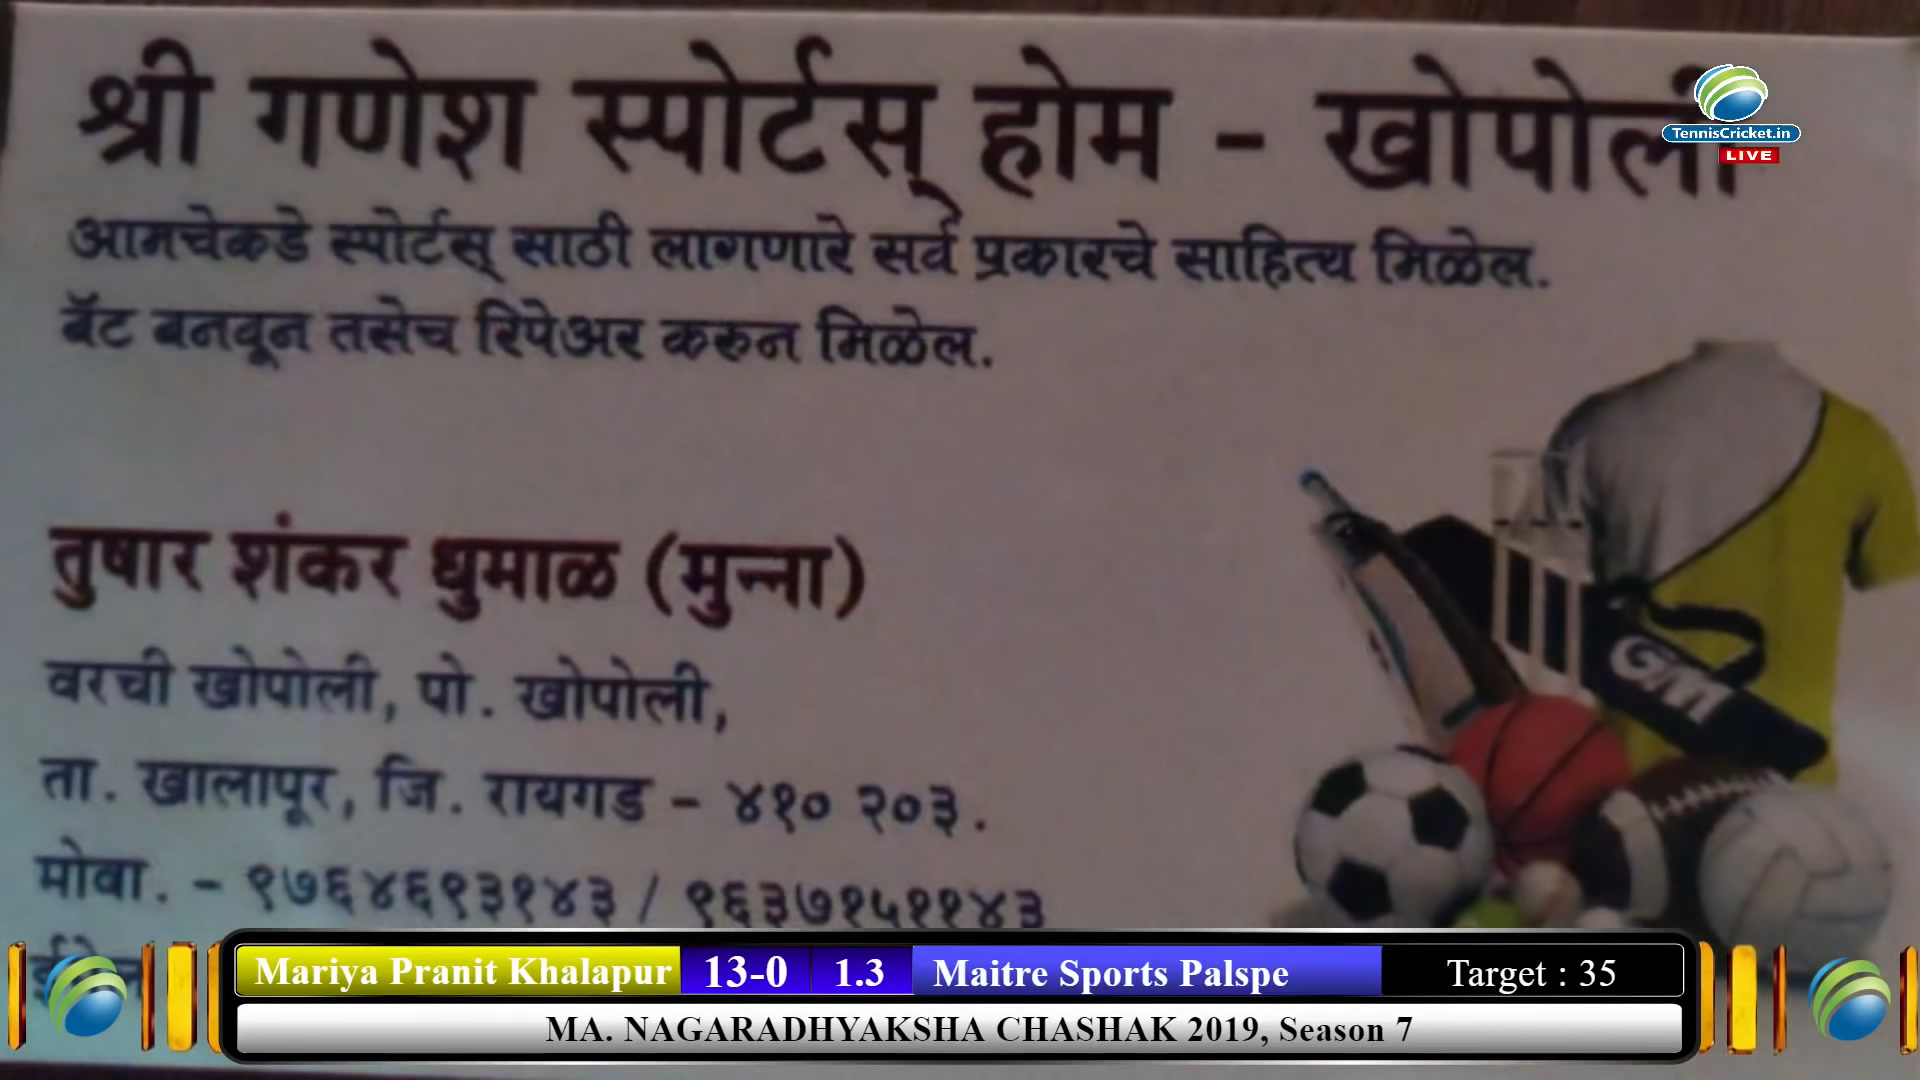 श्री गणेश स्पोर्टस् होम - खोपोली
TennisCricket.in
LIVE
आमचेकडे स्पोर्टस् साठी लागणारे सर्व प्रकारचे साहित्य मिळेल.
बॅट बनवून तसेच रिपेअर करुन मिळेल.
तुषार शंकर धुमाळ (मुन्ना)
वरची खोपोली, पो. खोपोली,
ता. खालापूर, जि. रायगड - ४१० २०३.
मोबा. - ९७६४६९३१४३ / ९६३७१५११४३
GM
Mariya Pranit Khalapur 13-0 1.3 Maitre Sports Palspe Target : 35
MA. NAGARADHYAKSHA CHASHAK 2019, Season 7